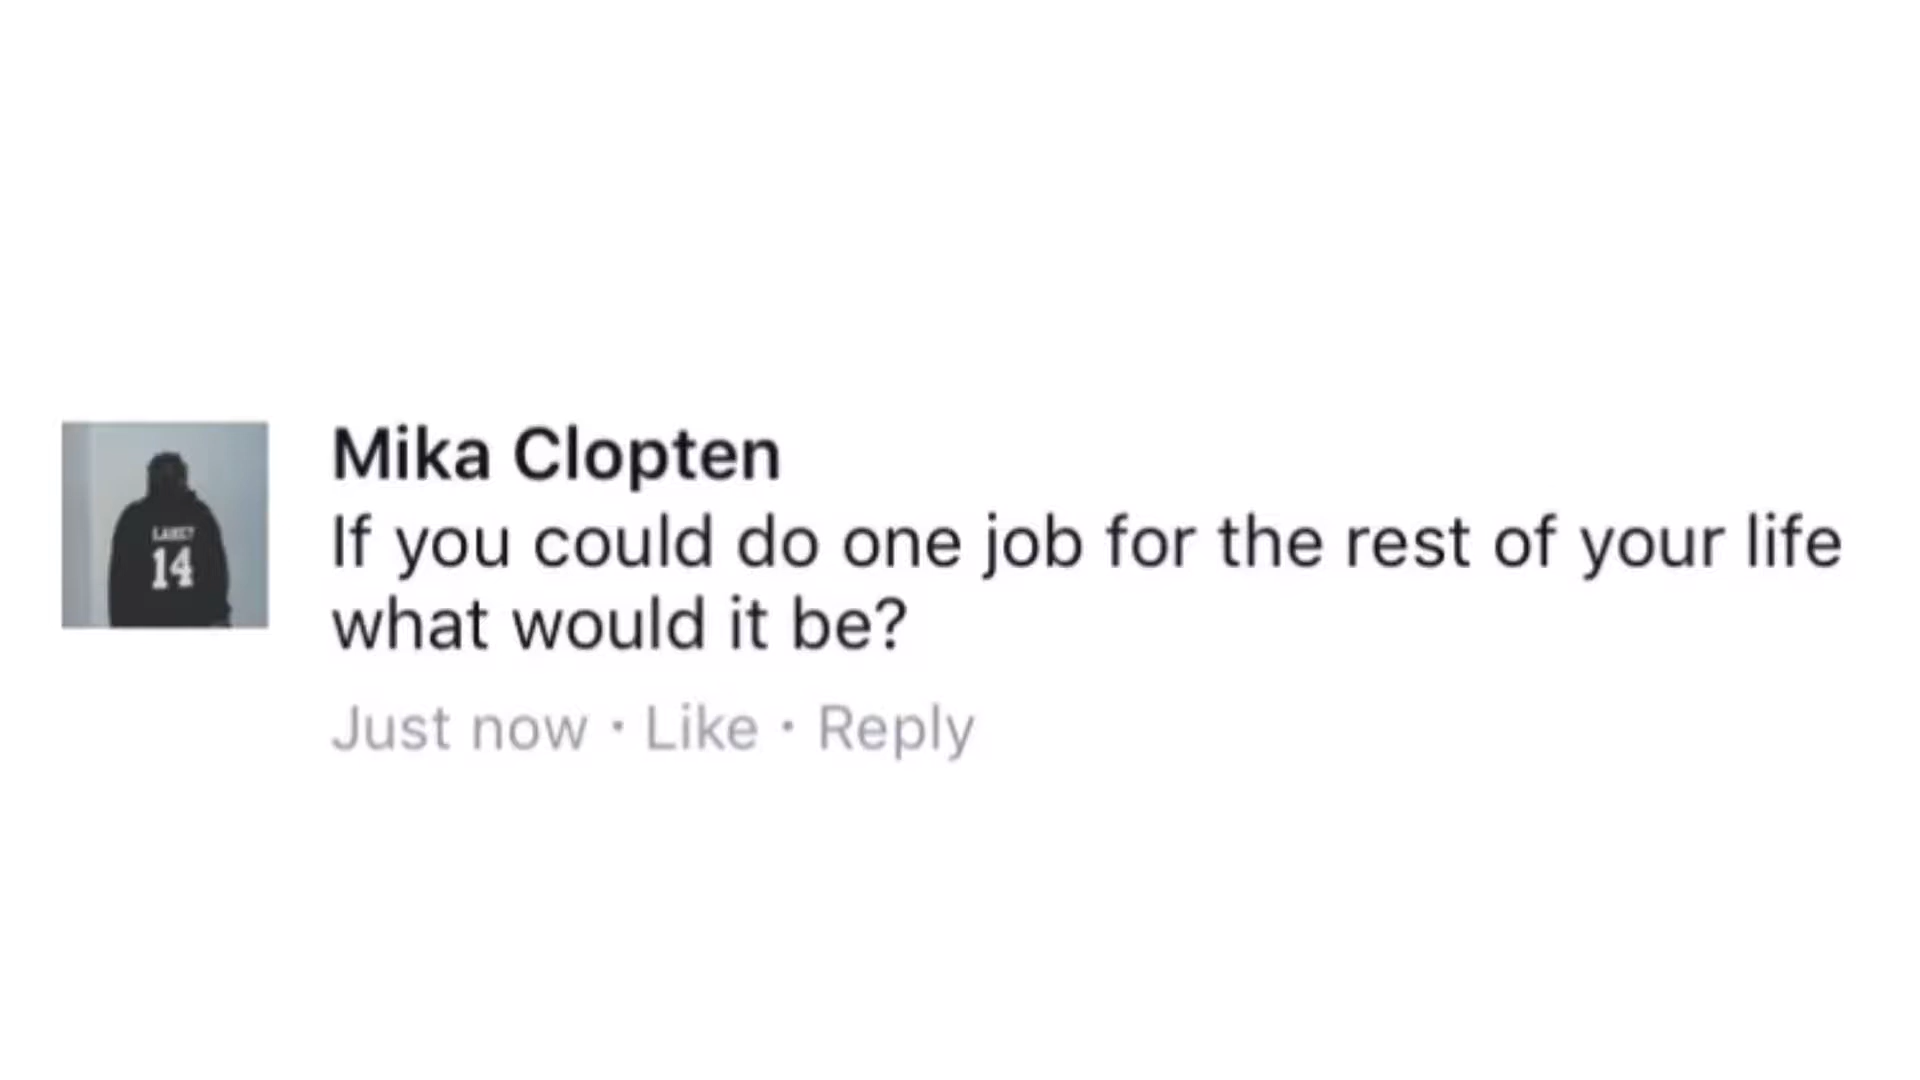 Mika Clopten
If you could do one job for the rest of your life
what would it be?
Just now · Like · Reply
14